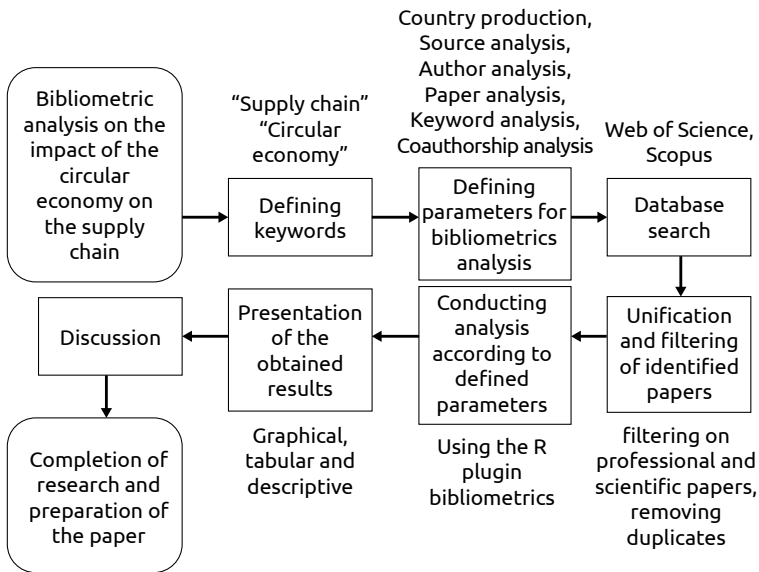 Bibliometric
analysis on the
impact of the
circular
economy on
the supply
chain
“Supply chain”
“Circular
economy”
Defining
keywords
Country production,
Source analysis,
Author analysis,
Paper analysis,
Keyword analysis,
Coauthorship analysis
Defining
parameters for
bibliometrics
analysis
Web of Science,
Scopus
Database
search
Unification
and filtering
of identified
papers
filtering on
professional and
scientific papers,
removing
duplicates
Conducting
analysis
according to
defined
parameters
Using the R
plugin
bibliometrics
Presentation
of the
obtained
results
Graphical,
tabular and
descriptive
Discussion
Completion of
research and
preparation of
the paper